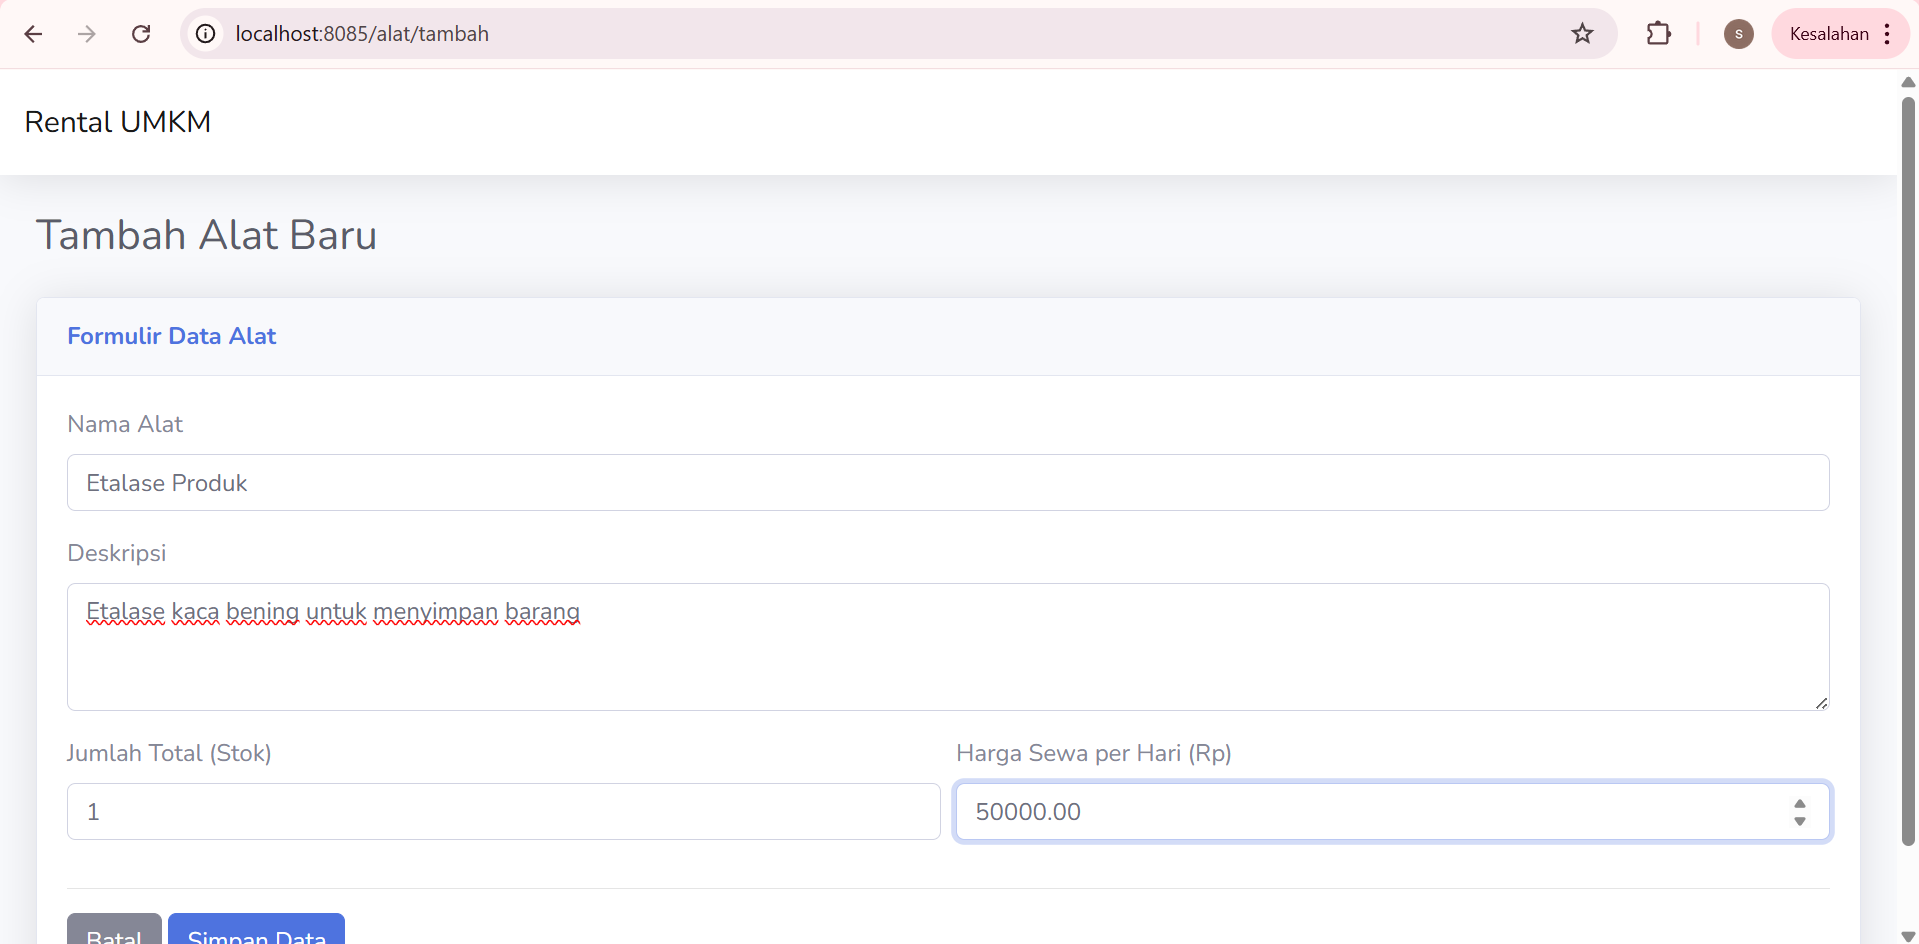 localhost:8085/alat/tambah
S
Kesalahan
Rental UMKM
Tambah Alat Baru
Formulir Data Alat
Nama Alat
Etalase Produk
Deskripsi
Etalase kaca bening untuk menyimpan barang
Jumlah Total (Stok)
Harga Sewa per Hari (Rp)
1
50000.00
Batal
Simpan Data